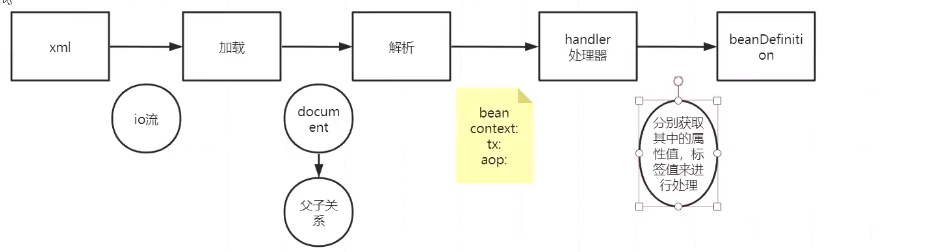 xml
加载
解析
handler
处理器
beanDefiniti
on
io流
docum
ent
父子关
系
bean
context:
tx:
aop:
分别获取
其中的属
性值，标
签值来进
行处理